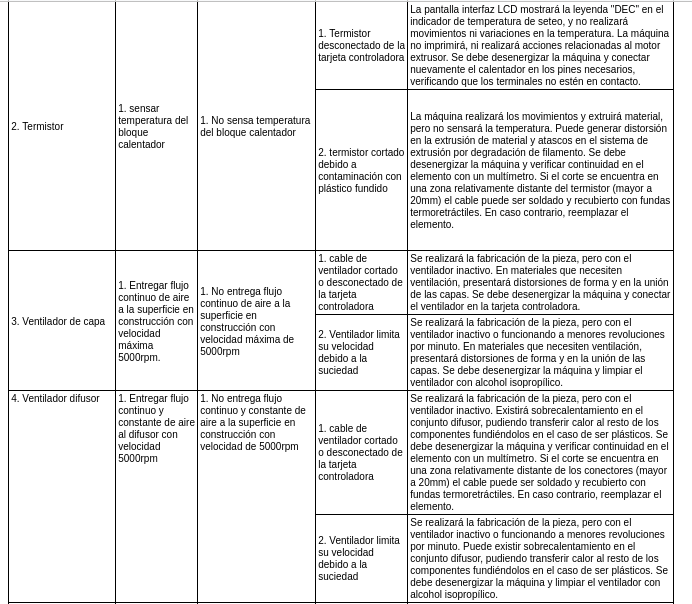 2. Termistor
1. sensar
temperatura del
bloque
calentador
1. No sensa temperatura
del bloque calentador
1. Termistor
desconectado de la
tarjeta controladora
La pantalla interfaz LCD mostrará la leyenda "DEC" en el
indicador de temperatura de seteo, y no realizará
movimientos ni variaciones en la temperatura. La máquina
no imprimirá, ni realizará acciones relacionadas al motor
extrusor. Se debe desenergizar la máquina y conectar
nuevamente el calentador en los pines necesarios,
verificando que los terminales no estén en contacto.
2. termistor cortado
debido a
contaminación con
plástico fundido
La máquina realizará los movimientos y extruirá material,
pero no sensará la temperatura. Puede generar distorsión
en la extrusión de material y atascos en el sistema de
extrusión por degradación de filamento. Se debe
desenergizar la máquina y verificar continuidad en el
elemento con un multímetro. Si el corte se encuentra en
una zona relativamente distante del termistor (mayor a
20mm) el cable puede ser soldado y recubierto con fundas
termoretráctiles. En caso contrario, reemplazar el
elemento.
3. Ventilador de capa
1. Entregar flujo
continuo de aire
a la superficie en
construcción con
velocidad
máxima
5000rpm.
1. No entrega flujo
continuo de aire a la
superficie en
construcción con
velocidad máxima de
5000rpm
1. cable de
ventilador cortado
o desconectado de
la tarjeta
controladora
Se realizará la fabricación de la pieza, pero con el
ventilador inactivo. En materiales que necesiten
ventilación, presentará distorsiones de forma y en la unión
de las capas. Se debe desenergizar la máquina y conectar
el ventilador en la tarjeta controladora.
2. Ventilador limita
su velocidad
debido a la
suciedad
Se realizará la fabricación de la pieza, pero con el
ventilador inactivo o funcionando a menores revoluciones
por minuto. En materiales que necesiten ventilación,
presentará distorsiones de forma y en la unión de las
capas. Se debe desenergizar la máquina y limpiar el
ventilador con alcohol isopropílico.
4. Ventilador difusor
1. Entregar flujo
continuo y
constante de aire
al difusor con
velocidad
5000rpm
1. No entrega flujo
continuo y constante de
aire a la superficie en
construcción con
velocidad de 5000rpm
1. cable de
ventilador cortado
o desconectado de
la tarjeta
controladora
Se realizará la fabricación de la pieza, pero con el
ventilador inactivo. Existirá sobrecalentamiento en el
conjunto difusor, pudiendo transferir calor al resto de los
componentes fundiéndolos en el caso de ser plásticos. Se
debe desenergizar la máquina y verificar continuidad en el
elemento con un multímetro. Si el corte se encuentra en
una zona relativamente distante de los conectores (mayor
a 20mm) el cable puede ser soldado y recubierto con
fundas termoretráctiles. En caso contrario, reemplazar el
elemento.
2. Ventilador limita
su velocidad
debido a la
suciedad
Se realizará la fabricación de la pieza, pero con el
ventilador inactivo o funcionando a menores revoluciones
por minuto. Puede existir sobrecalentamiento en el
conjunto difusor, pudiendo transferir calor al resto de los
componentes fundiéndolos en el caso de ser plásticos. Se
debe desenergizar la máquina y limpiar el ventilador con
alcohol isopropílico.